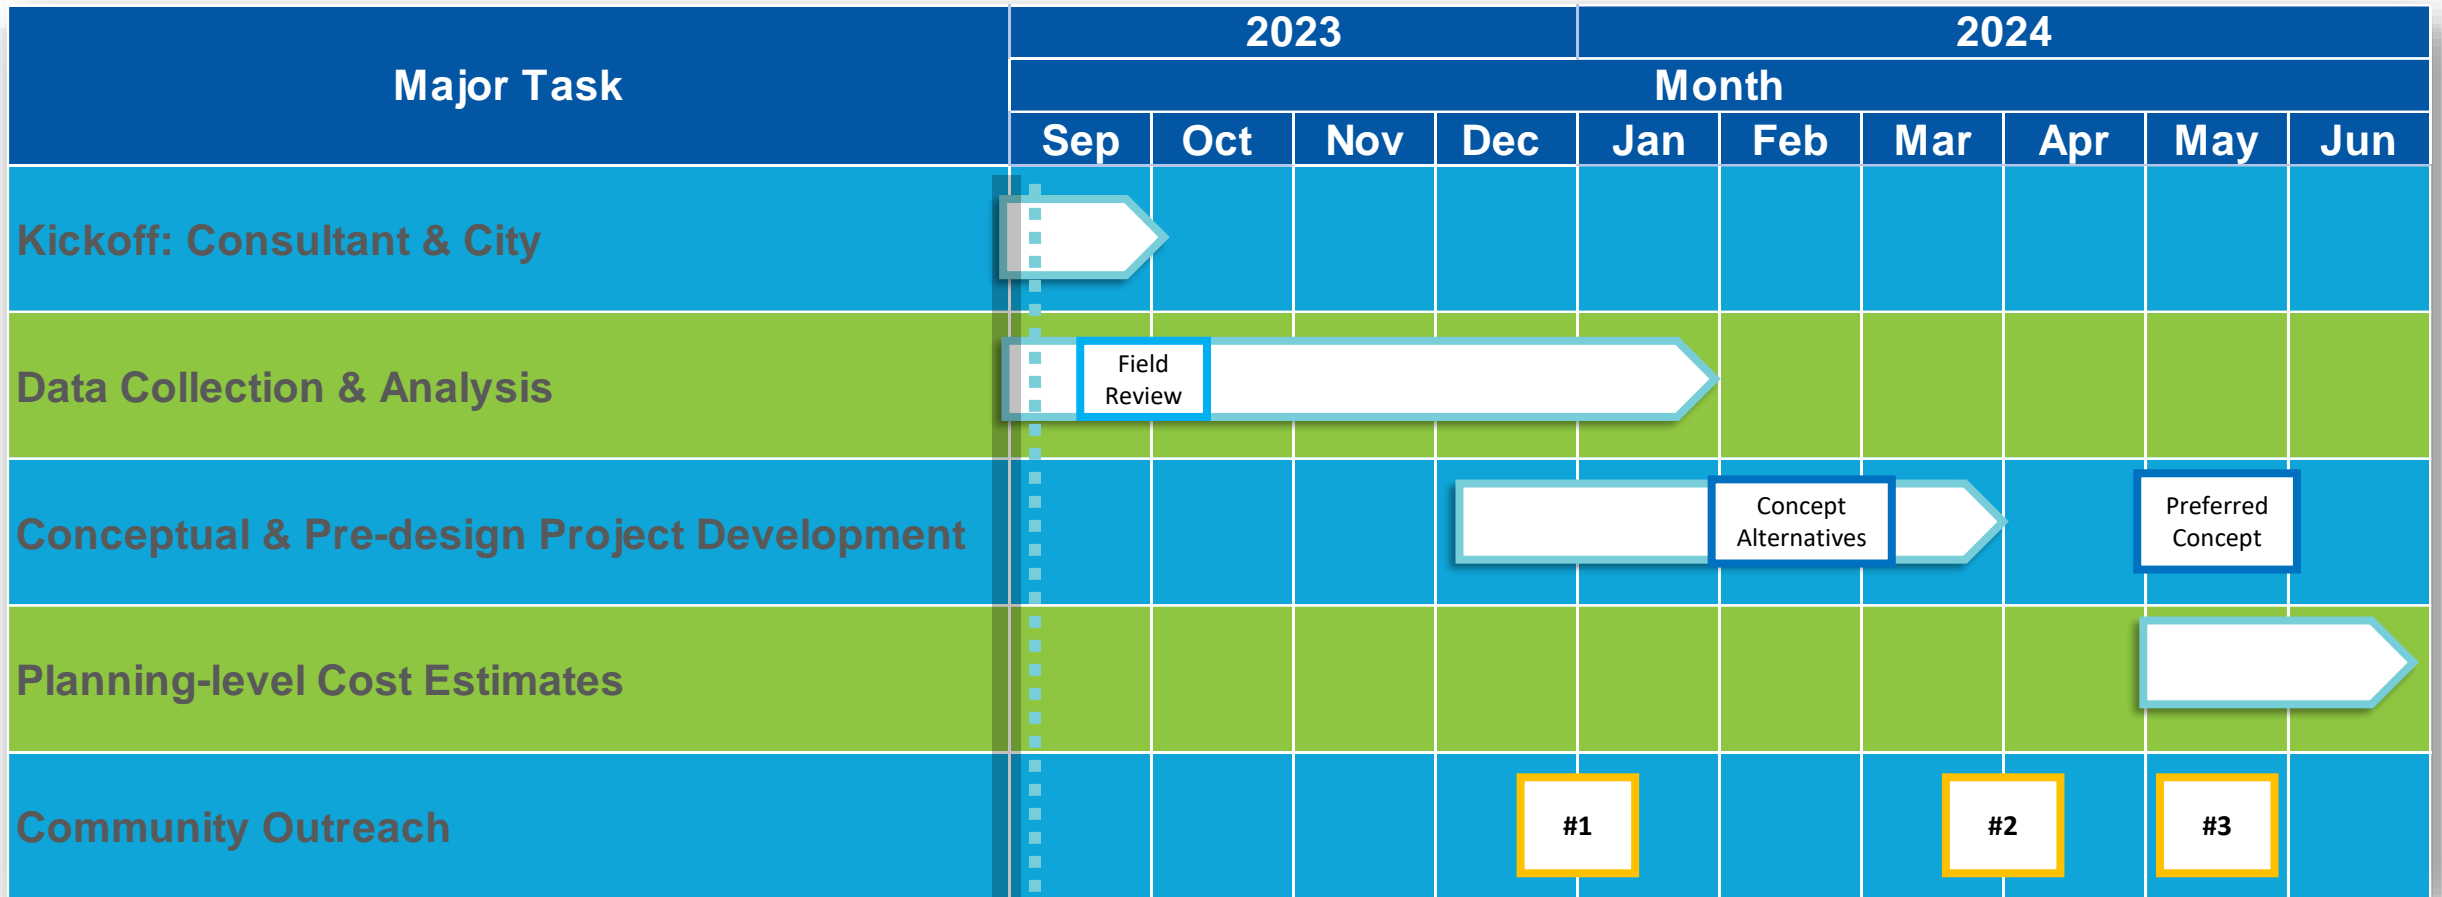 2023 2024
Major Task
Month
Sep Oct Nov Dec Jan Feb Mar Apr May Jun
Kickoff: Consultant & City
Data Collection & Analysis
Field
Review
Conceptual & Pre-design Project Development
Concept
Alternatives
Preferred
Concept
Planning-level Cost Estimates
Community Outreach
#1 #2 #3